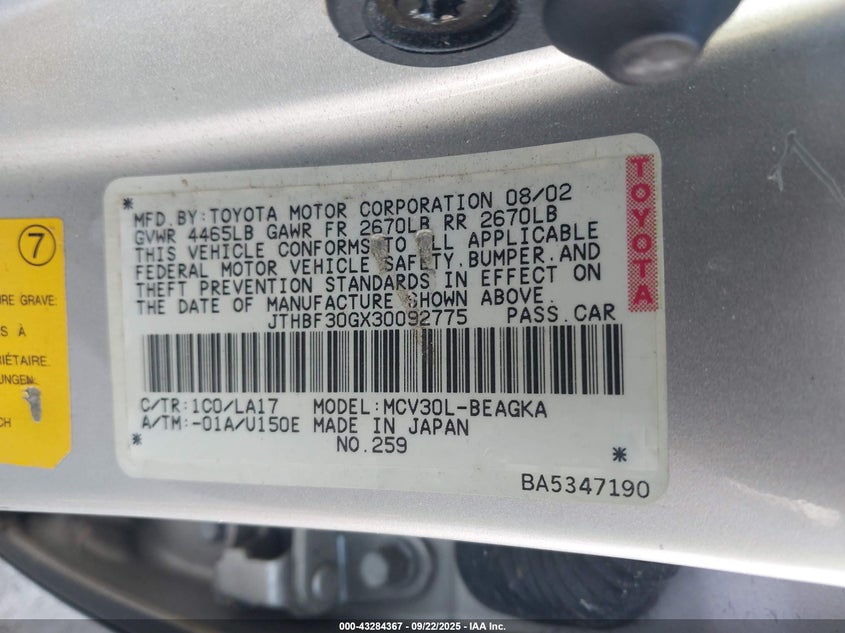 MFD.BY:TOYOTA MOTOR CORPORATION 08/02
GVWR 4465LB GAWR FR 2670LB RR 2670LB
THIS VEHICLE CONFORMS TO ALL APPLICABLE
FEDERAL MOTOR VEHICLE SAFETY.BUMPER.AND
THEFT PREVENTION STANDARDS IN EFFECT ON
THE DATE OF MANUFACTURE SHOWN ABOVE.
JTHBF30GX30092775 PASS.CAR
C/TR:1C0/LA17 MODEL:MCV30L-BEAGKA
A/TM:-01A/U150E MADE IN JAPAN
NO.259
BA5347190
TOYOTA
7
URE GRAVE:
S À
RIÉTAIRE.
UNGEN:
CH
000-43284367 - 09/22/2025 - IAA Inc.